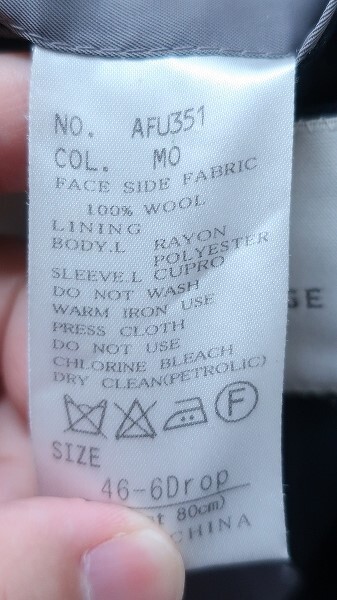 NO. AFU351
COL. MO
FACE SIDE FABRIC
100% WOOL
LINING
BODY.L RAYON
POLYESTER
SLEEVE.L CUPRO
DO NOT WASH
WARM IRON USE
PRESS CLOTH
DO NOT USE
CHLORINE BLEACH
DRY CLEAN(PETROLIC)
F
SIZE
46-6Drop
80cm)
CHINA